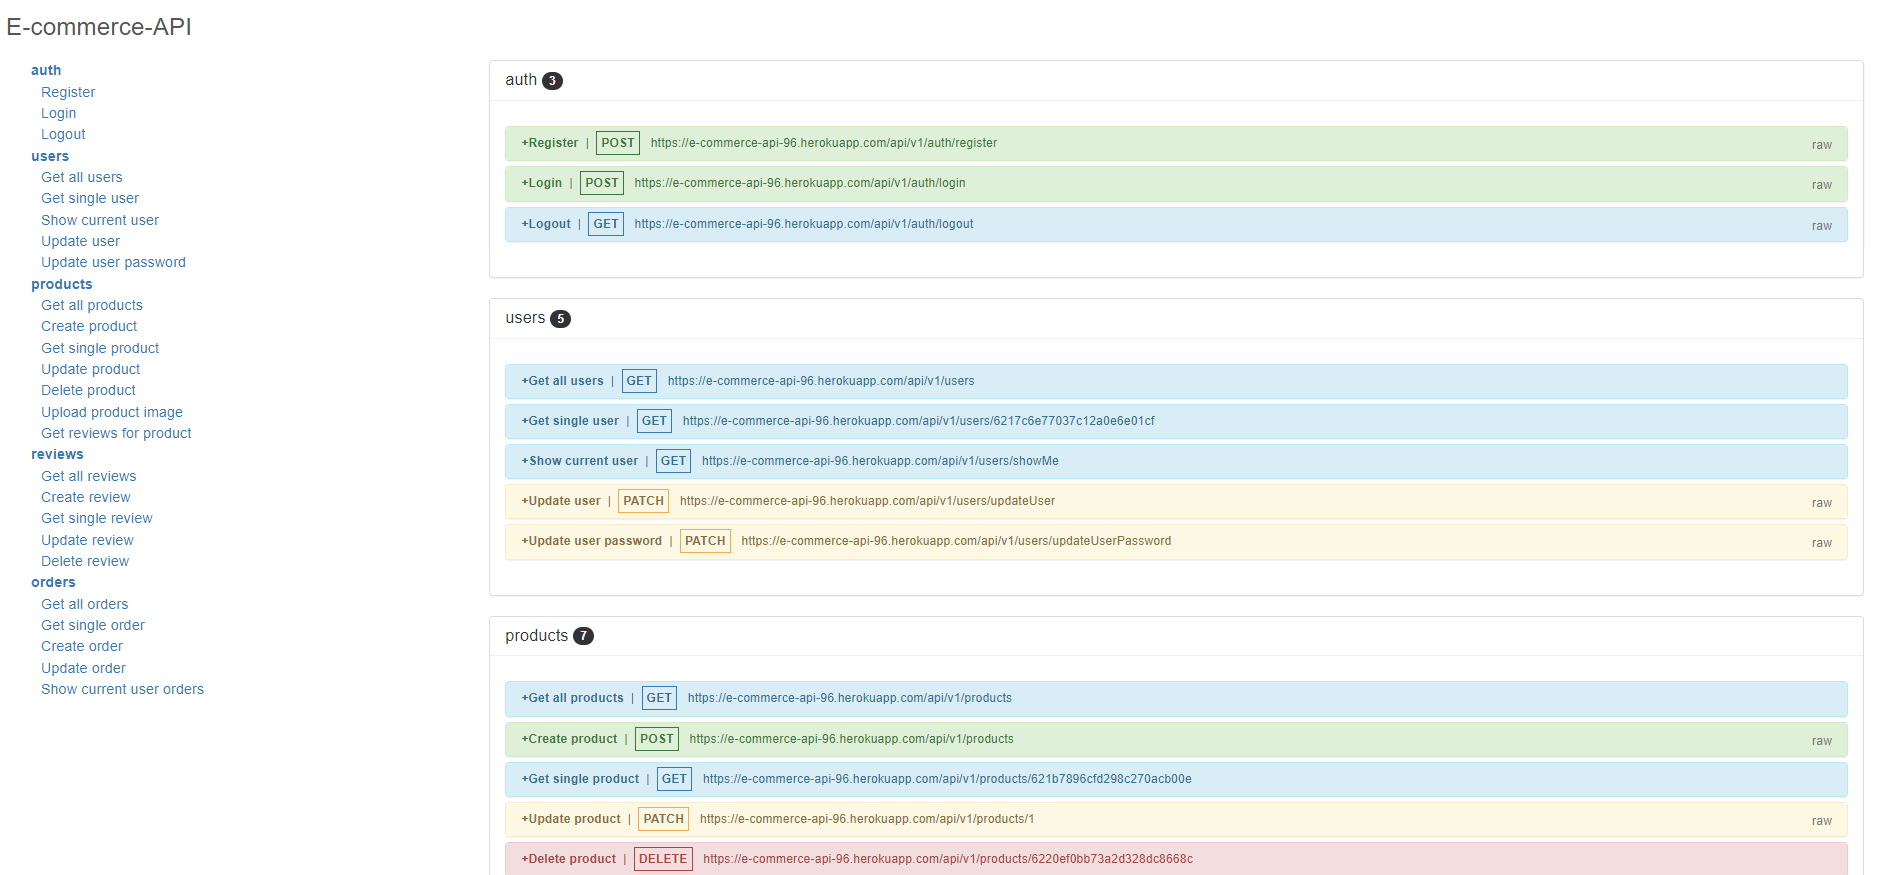 E-commerce-API
auth
Register
Login
Logout
users
Get all users
Get single user
Show current user
Update user
Update user password
products
Get all products
Create product
Get single product
Update product
Delete product
Upload product image
Get reviews for product
reviews
Get all reviews
Create review
Get single review
Update review
Delete review
orders
Get all orders
Get single order
Create order
Update order
Show current user orders
auth 3
+Register | POST https://e-commerce-api-96.herokuapp.com/api/v1/auth/register raw
+Login | POST https://e-commerce-api-96.herokuapp.com/api/v1/auth/login raw
+Logout | GET https://e-commerce-api-96.herokuapp.com/api/v1/auth/logout raw
users 5
+Get all users | GET https://e-commerce-api-96.herokuapp.com/api/v1/users
+Get single user | GET https://e-commerce-api-96.herokuapp.com/api/v1/users/6217c6e77037c12a0e6e01cf
+Show current user | GET https://e-commerce-api-96.herokuapp.com/api/v1/users/showMe
+Update user | PATCH https://e-commerce-api-96.herokuapp.com/api/v1/users/updateUser raw
+Update user password | PATCH https://e-commerce-api-96.herokuapp.com/api/v1/users/updateUserPassword raw
products 7
+Get all products | GET https://e-commerce-api-96.herokuapp.com/api/v1/products
+Create product | POST https://e-commerce-api-96.herokuapp.com/api/v1/products raw
+Get single product | GET https://e-commerce-api-96.herokuapp.com/api/v1/products/621b7896cfd298c270acb00e
+Update product | PATCH https://e-commerce-api-96.herokuapp.com/api/v1/products/1 raw
+Delete product | DELETE https://e-commerce-api-96.herokuapp.com/api/v1/products/6220ef0bb73a2d328dc8668c